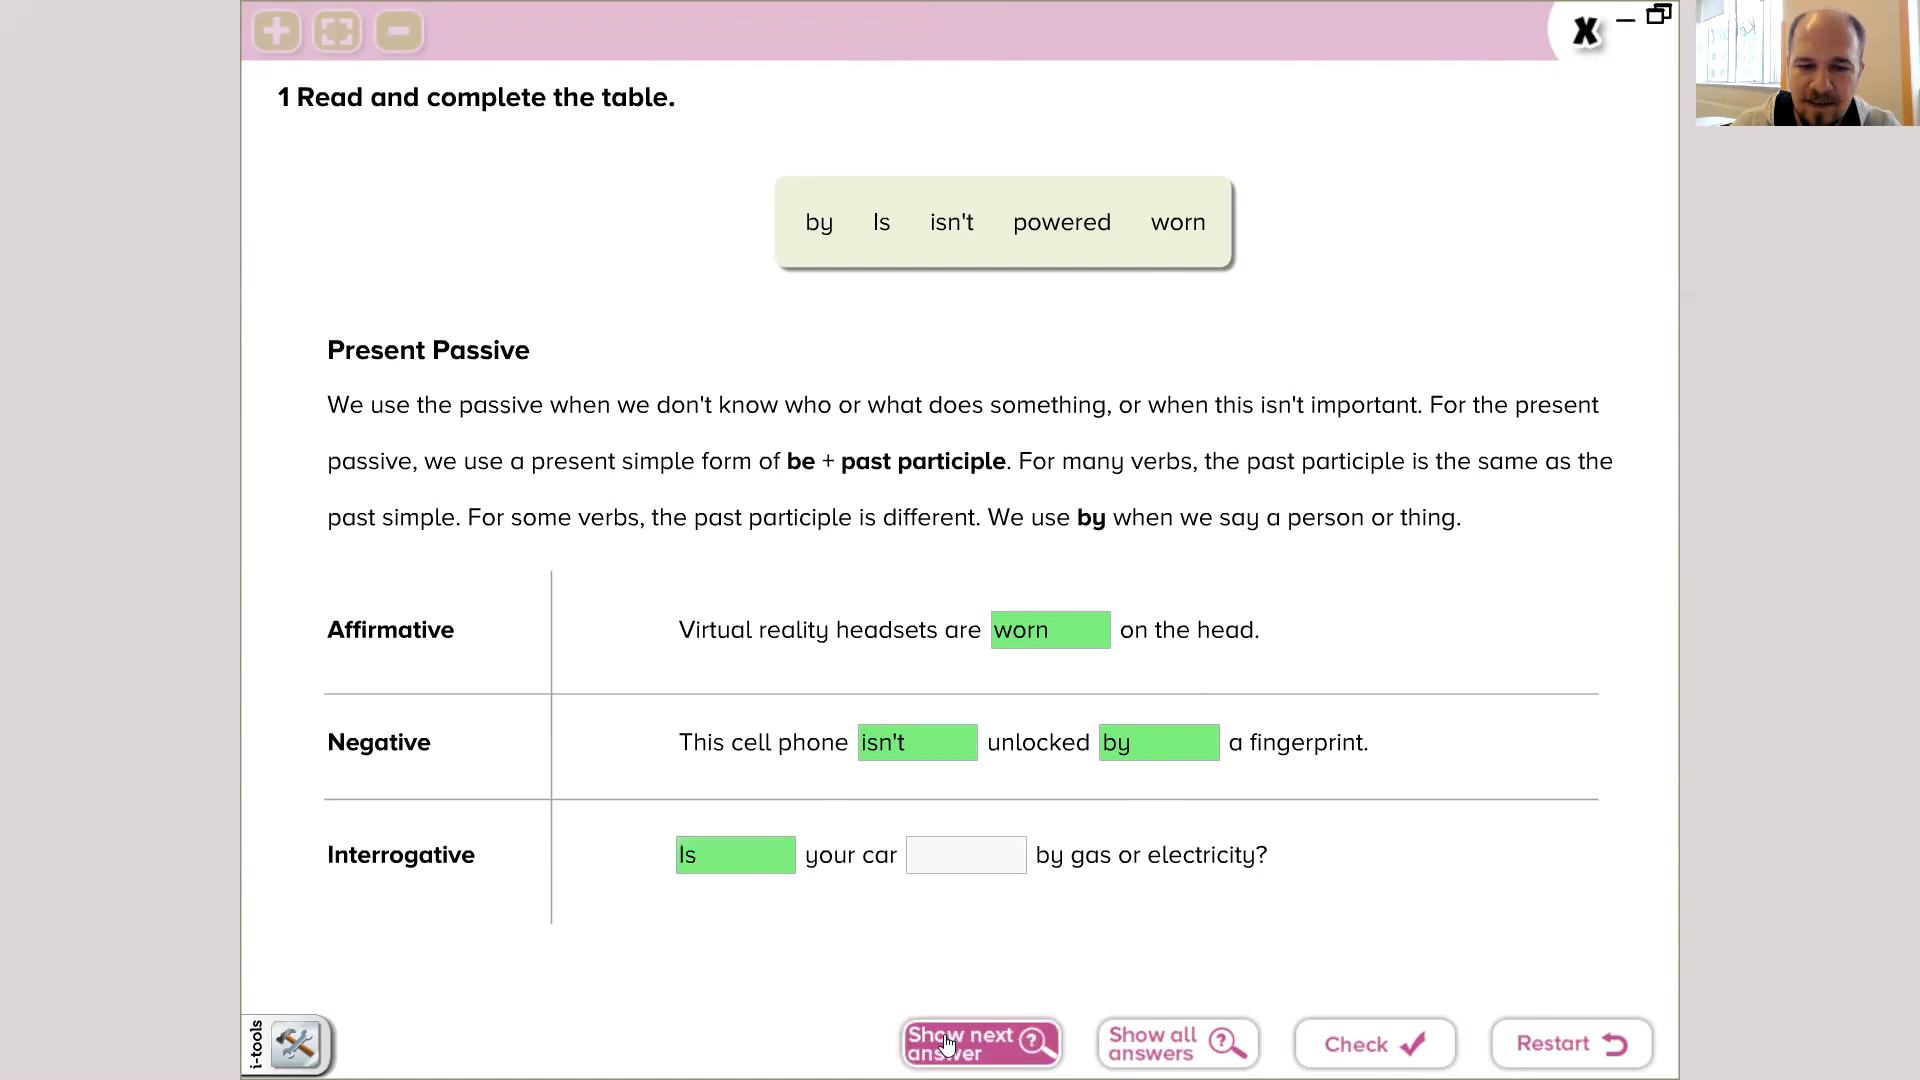 1 Read and complete the table.
by Is isn't powered worn
Present Passive
We use the passive when we don't know who or what does something, or when this isn't important. For the present
passive, we use a present simple form of be + past participle. For many verbs, the past participle is the same as the
past simple. For some verbs, the past participle is different. We use by when we say a person or thing.
Affirmative Virtual reality headsets are worn on the head.
Negative This cell phone isn't unlocked by a fingerprint.
Interrogative Is your car by gas or electricity?
i-tools
Show next
answer
Show all
answers
Check
Restart